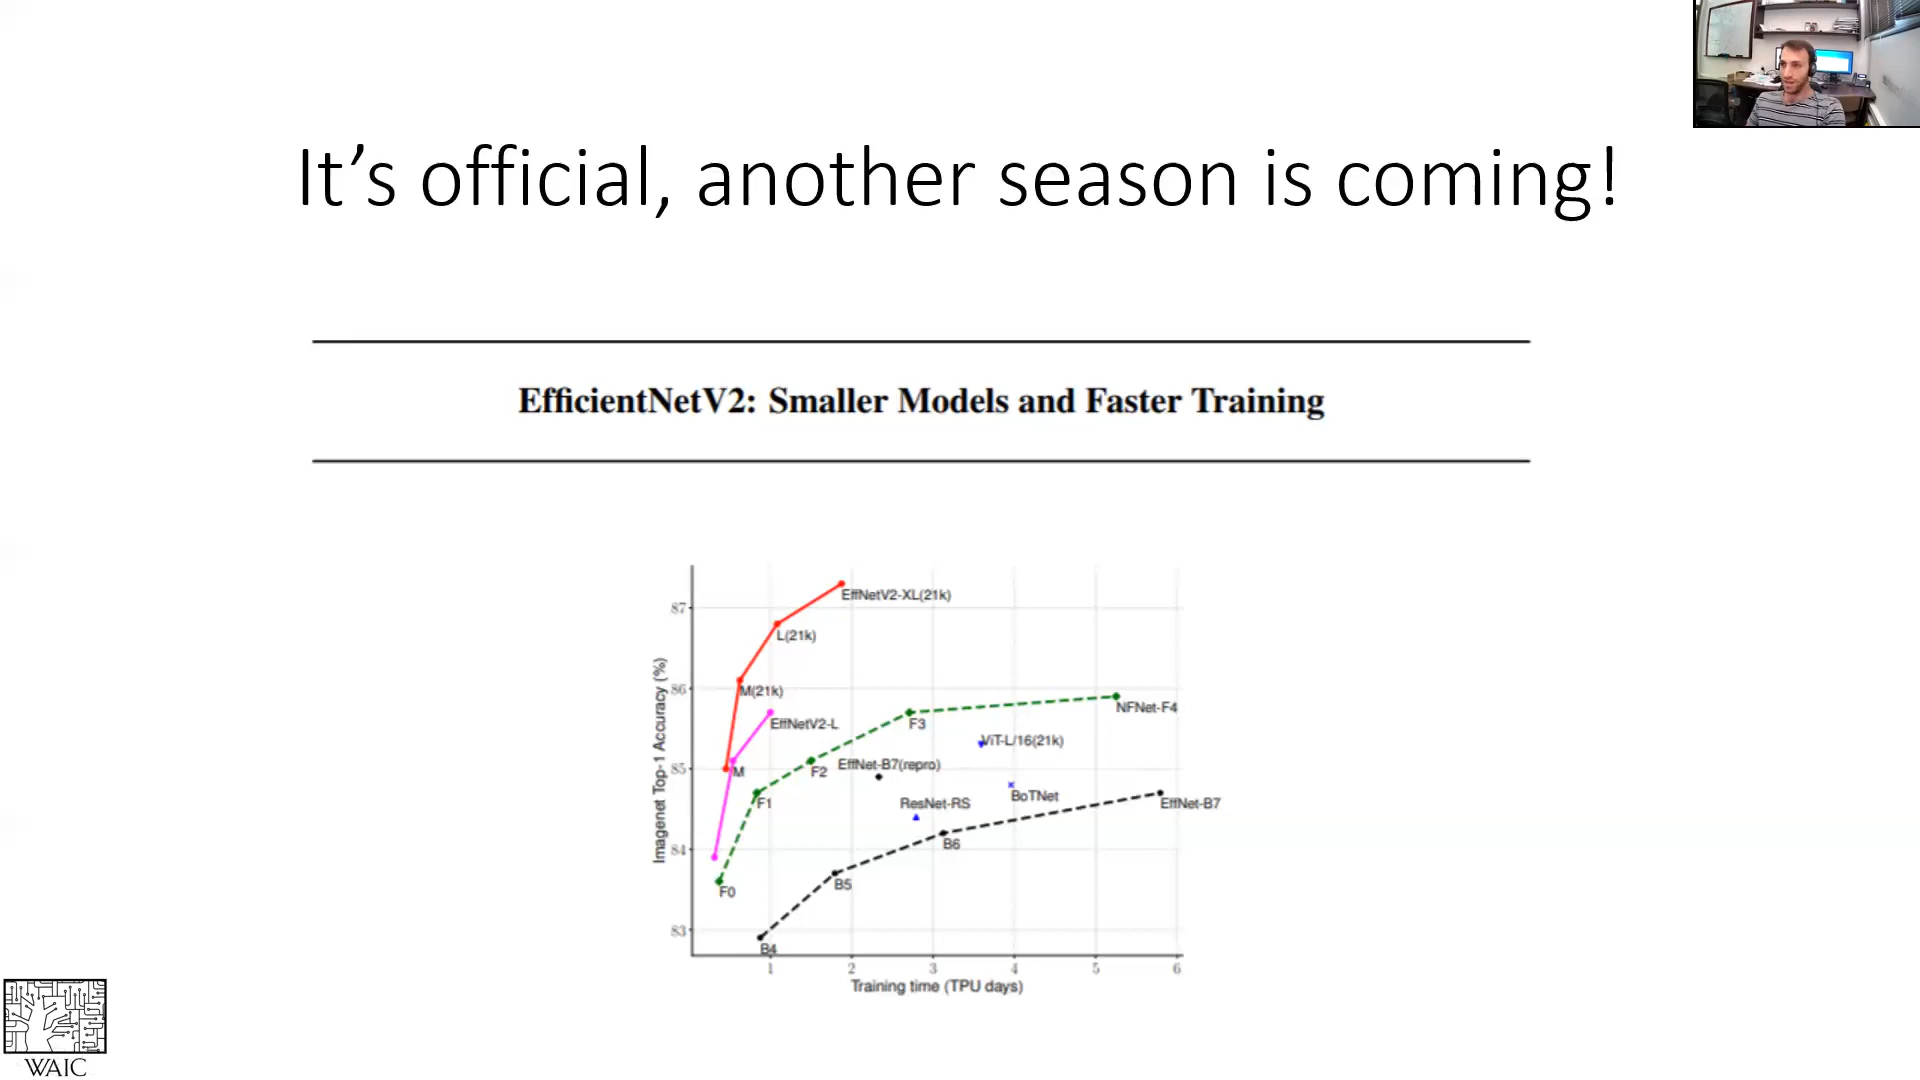 It's official, another season is coming!
EfficientNetV2: Smaller Models and Faster Training
EffNetV2-XL(21k)
87
L(21k)
86
M(21k)
NFNet-F4
EffNetV2-L
F3
ViT-L/16(21k)
85
M
F2
EffNet-B7(repro)
BoTNet
F1
ResNet-RS
EffNet-B7
84
B6
B5
F0
83
B4
1 2 3 4 5 6
Imagenet Top-1 Accuracy (%)
Training time (TPU days)
WAIC